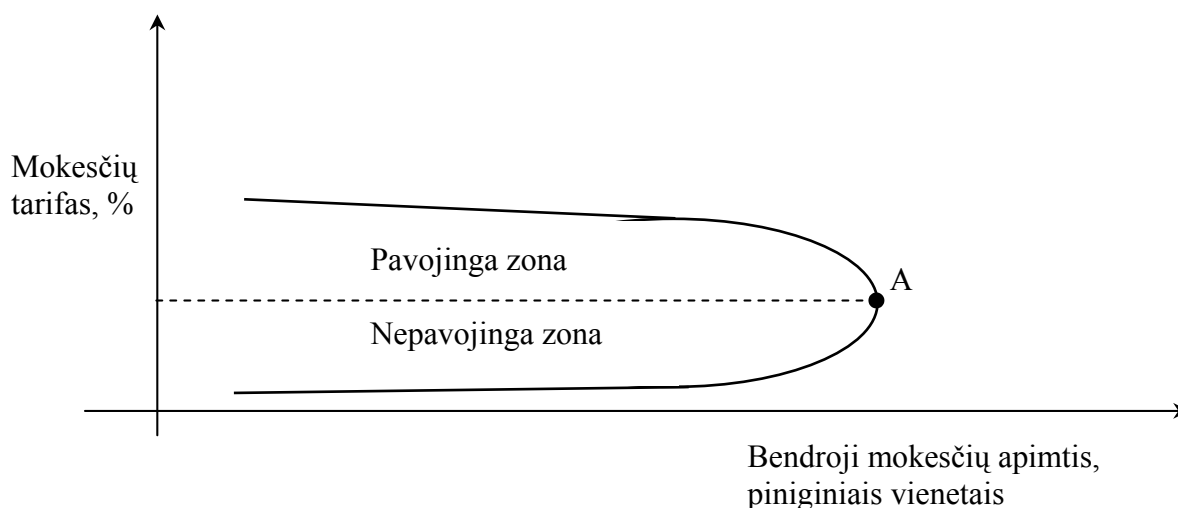 Mokesčių
tarifas, %
Pavojinga zona
A
Nepavojinga zona
Bendroji mokesčių apimtis,
piniginiais vienetais